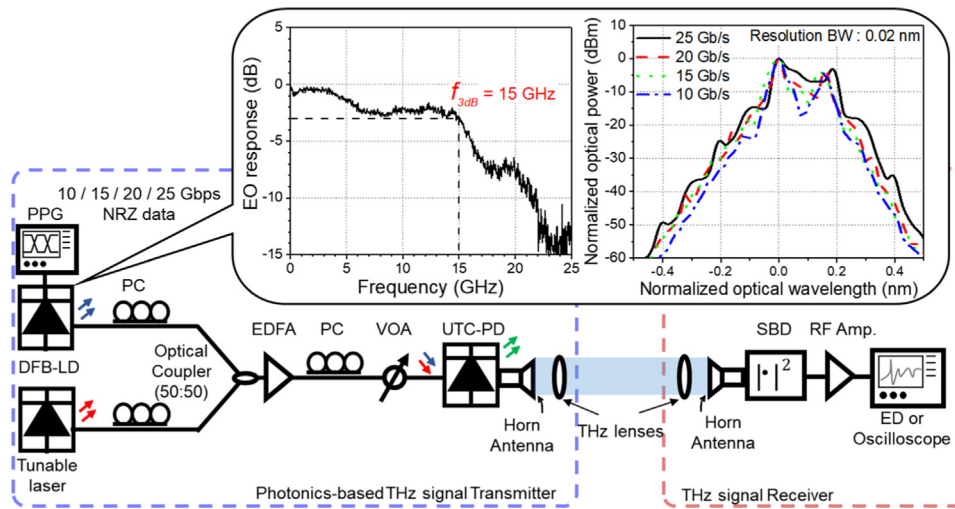 5
0
-5
-10
-15
0
5
10
15
20
25
EO response (dB)
Frequency (GHz)
f3dB = 15 GHz
0
-10
-20
-30
-40
-50
-60
-0.4
-0.2
0.0
0.2
0.4
Normalized optical power (dBm)
Normalized optical wavelength (nm)
25 Gb/s
20 Gb/s
15 Gb/s
10 Gb/s
Resolution BW : 0.02 nm
10 / 15 / 20 / 25 Gbps
NRZ data
PPG
PC
DFB-LD
Optical
Coupler
(50:50)
EDFA
PC
VOA
UTC-PD
SBD
RF Amp.
|•|2
Horn
Antenna
THz lenses
Horn
Antenna
ED or
Oscilloscope
Tunable
laser
Photonics-based THz signal Transmitter
THz signal Receiver